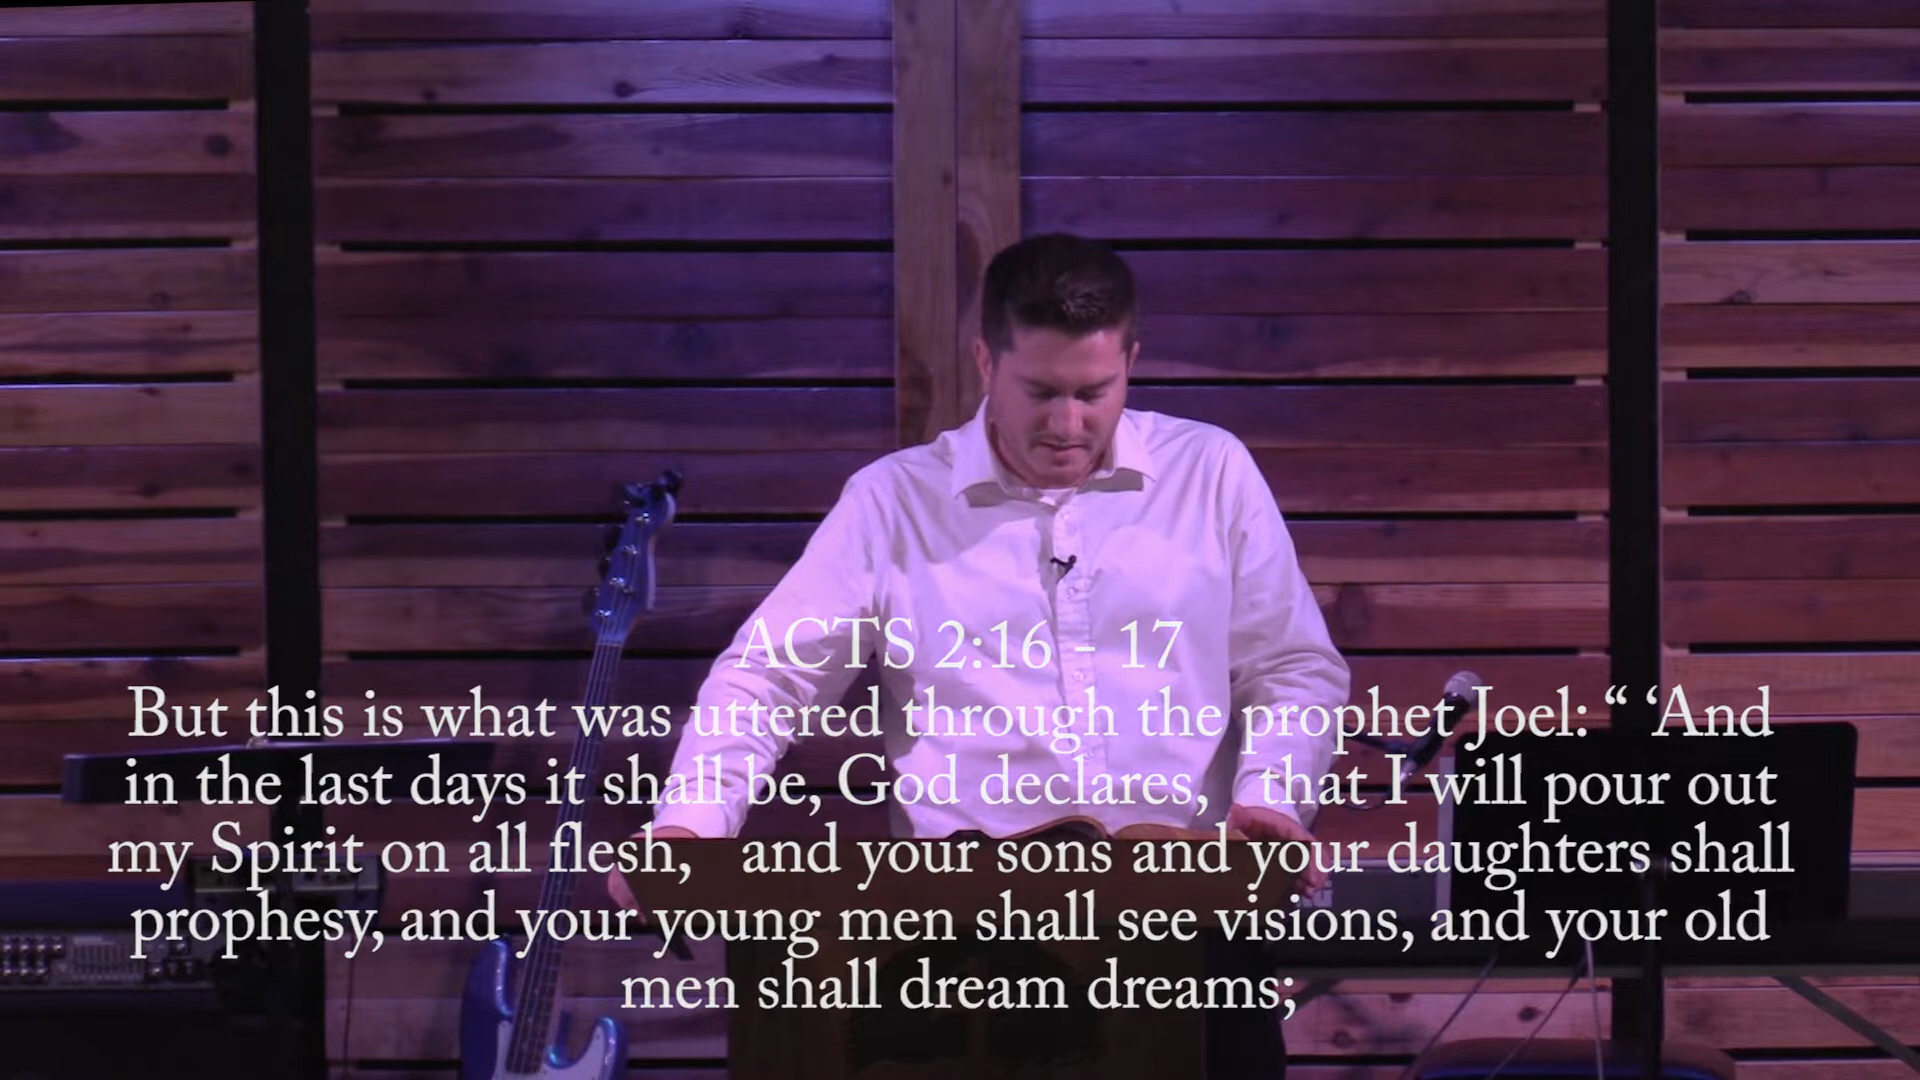 ACTS 2:16 - 17
But this is what was uttered through the prophet Joel: “ ‘And
in the last days it shall be, God declares, that I will pour out
my Spirit on all flesh, and your sons and your daughters shall
prophesy, and your young men shall see visions, and your old
men shall dream dreams;